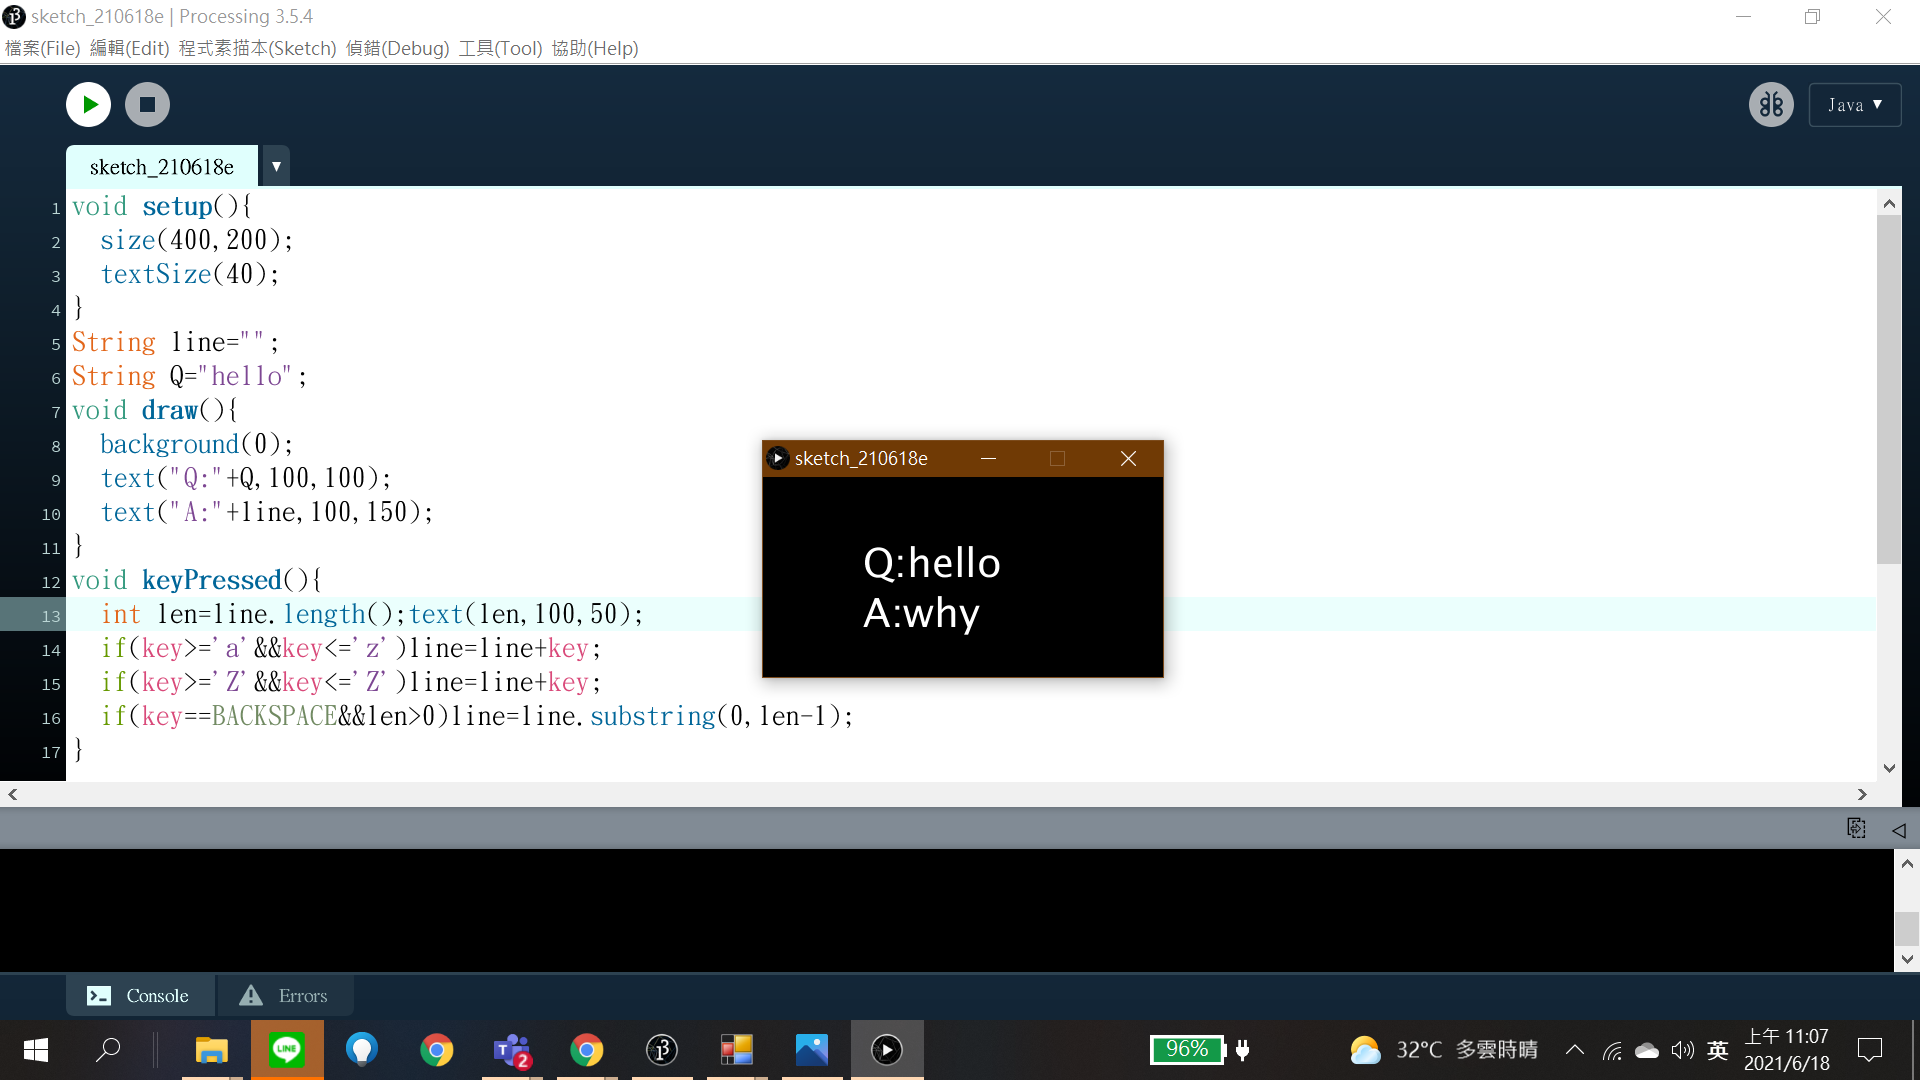 sketch_210618e | Processing 3.5.4
檔案(File) 編輯(Edit) 程式素描本(Sketch) 偵錯(Debug) 工具(Tool) 協助(Help)
Java ▼
sketch_210618e ▼
1 void setup(){
2 size(400,200);
3 textSize(40);
4 }
5 String line="";
6 String Q="hello";
7 void draw(){
8 background(0);
9 text("Q:"+Q,100,100);
10 text("A:"+line,100,150);
11 }
12 void keyPressed(){
13 int len=line.length();text(len,100,50);
14 if(key>='a'&&key<='z')line=line+key;
15 if(key>='Z'&&key<='Z')line=line+key;
16 if(key==BACKSPACE&&len>0)line=line.substring(0,len-1);
17 }
sketch_210618e
Q:hello
A:why
Console
Errors
LINE
T
2
96%
32°C 多雲時晴
英
上午 11:07
2021/6/18